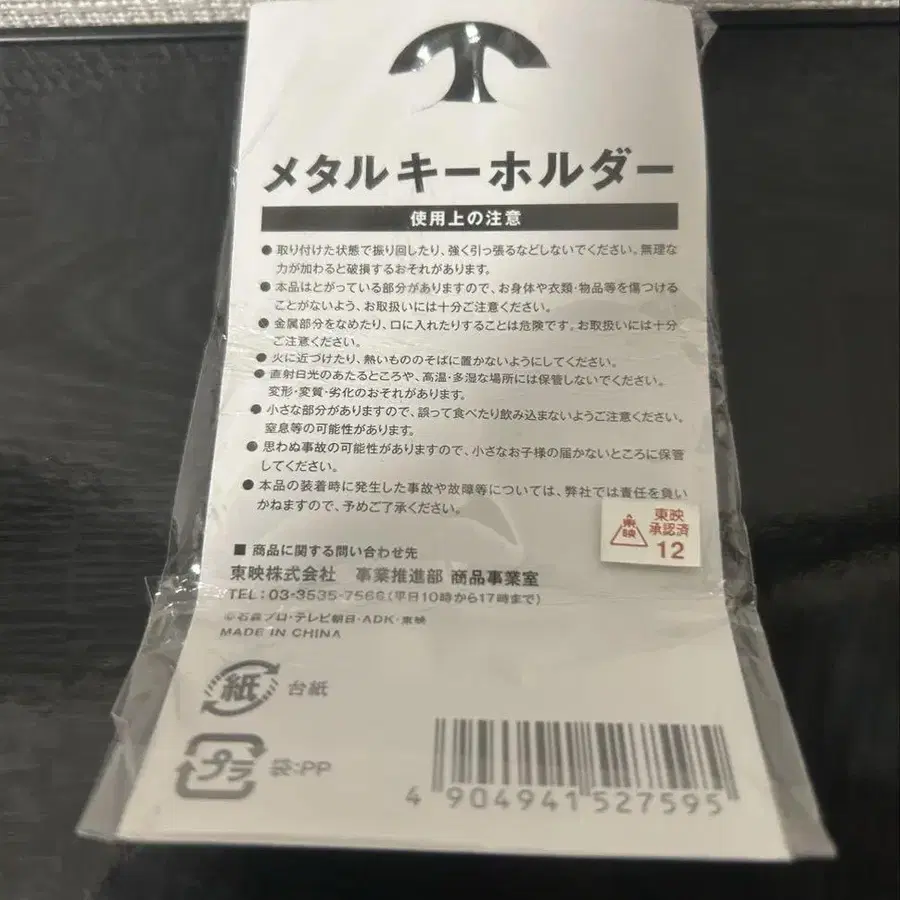 メタルキーホルダー
使用上の注意
● 取り付けた状態で振り回したり、強く引っ張るなどしないでください。無理な
力が加わると破損するおそれがあります。
● 本品はとがっている部分がありますので、お身体や衣類・物品等を傷つける
ことがないよう、お取扱いには十分ご注意ください。
● 金属部分をなめたり、口に入れたりすることは危険です。お取扱いには十分
ご注意ください。
● 火に近づけたり、熱いもののそばに置かないようにしてください。
● 直射日光のあたるところや、高温・多湿な場所には保管しないでください。
変形・変質・劣化のおそれがあります。
● 小さな部分がありますので、誤って食べたり飲み込まないようご注意ください。
窒息等の可能性があります。
● 思わぬ事故の可能性がありますので、小さなお子様の届かないところに保管
してください。
● 本品の装着時に発生した事故や故障等については、弊社では責任を負い
かねますので、予めご了承ください。
東映
東映
承認済
12
■ 商品に関する問い合わせ先
東映株式会社 事業推進部 商品事業室
TEL:03-3535-7566(平日10時から17時まで)
©石森プロ・テレビ朝日・ADK・東映
MADE IN CHINA
紙 台紙
プラ 袋:PP
4 904941 527595